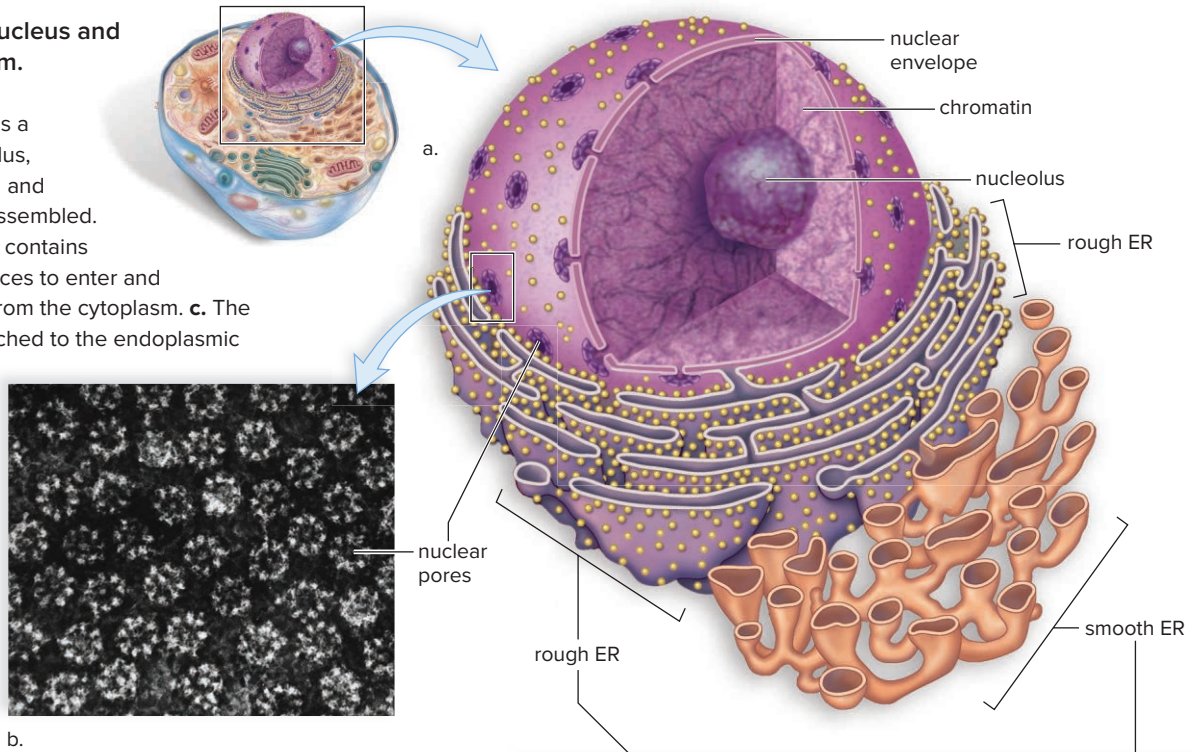 ucleus and
m.
s a
lus,
and
ssembled.
contains
ces to enter and
rom the cytoplasm. c. The
ched to the endoplasmic
a.
nuclear
envelope
chromatin
nucleolus
rough ER
nuclear
pores
rough ER
smooth ER
b.